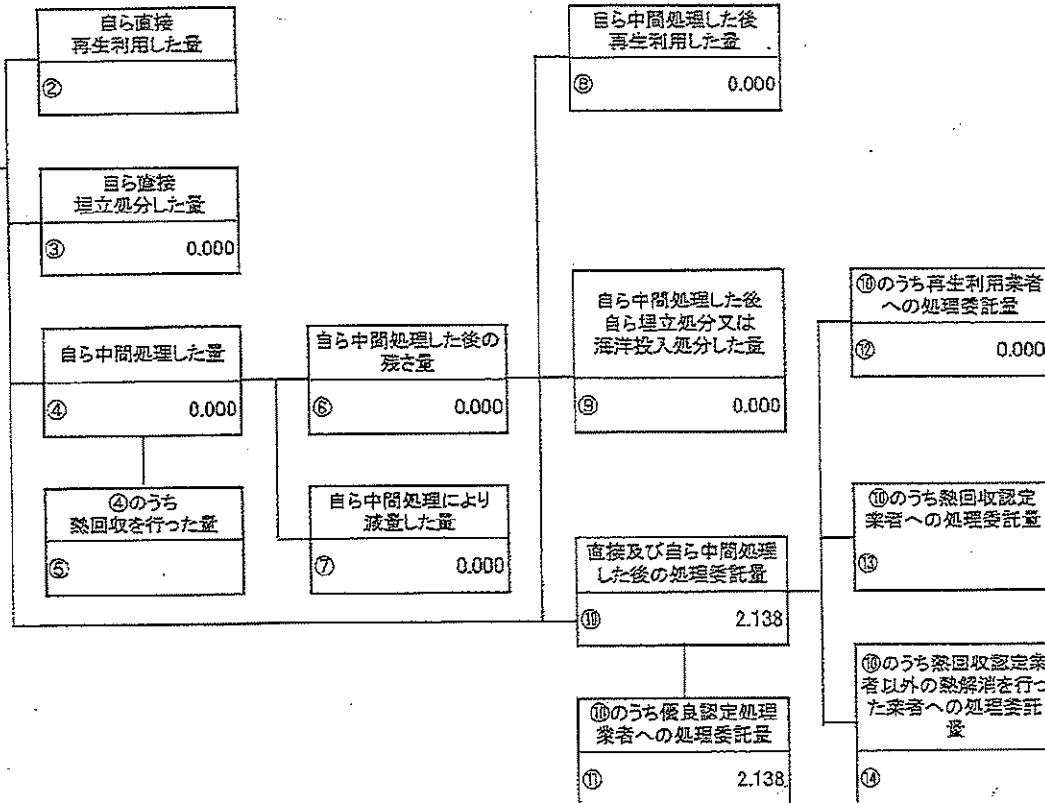 自ら直接
再生利用した量
②
自ら直接
埋立処分した量
③ 0.000
自ら中間処理した量
④ 0.000
④のうち
熱回収を行った量
⑤
自ら中間処理した後の
残さ量
⑥ 0.000
自ら中間処理により
減量した量
⑦ 0.000
自ら中間処理した後
再生利用した量
⑧ 0.000
自ら中間処理した後
自ら埋立処分又は
海洋投入処分した量
⑨ 0.000
直接及び自ら中間処理
した後の処理委託量
⑩ 2.138
⑩のうち優良認定処理
業者への処理委託量
⑪ 2.138
⑩のうち再生利用業者
への処理委託量
⑫ 0.000
⑩のうち熱回収認定
業者への処理委託量
⑬
⑩のうち熱回収認定業
者以外の熱解消を行っ
た業者への処理委託
量
⑭